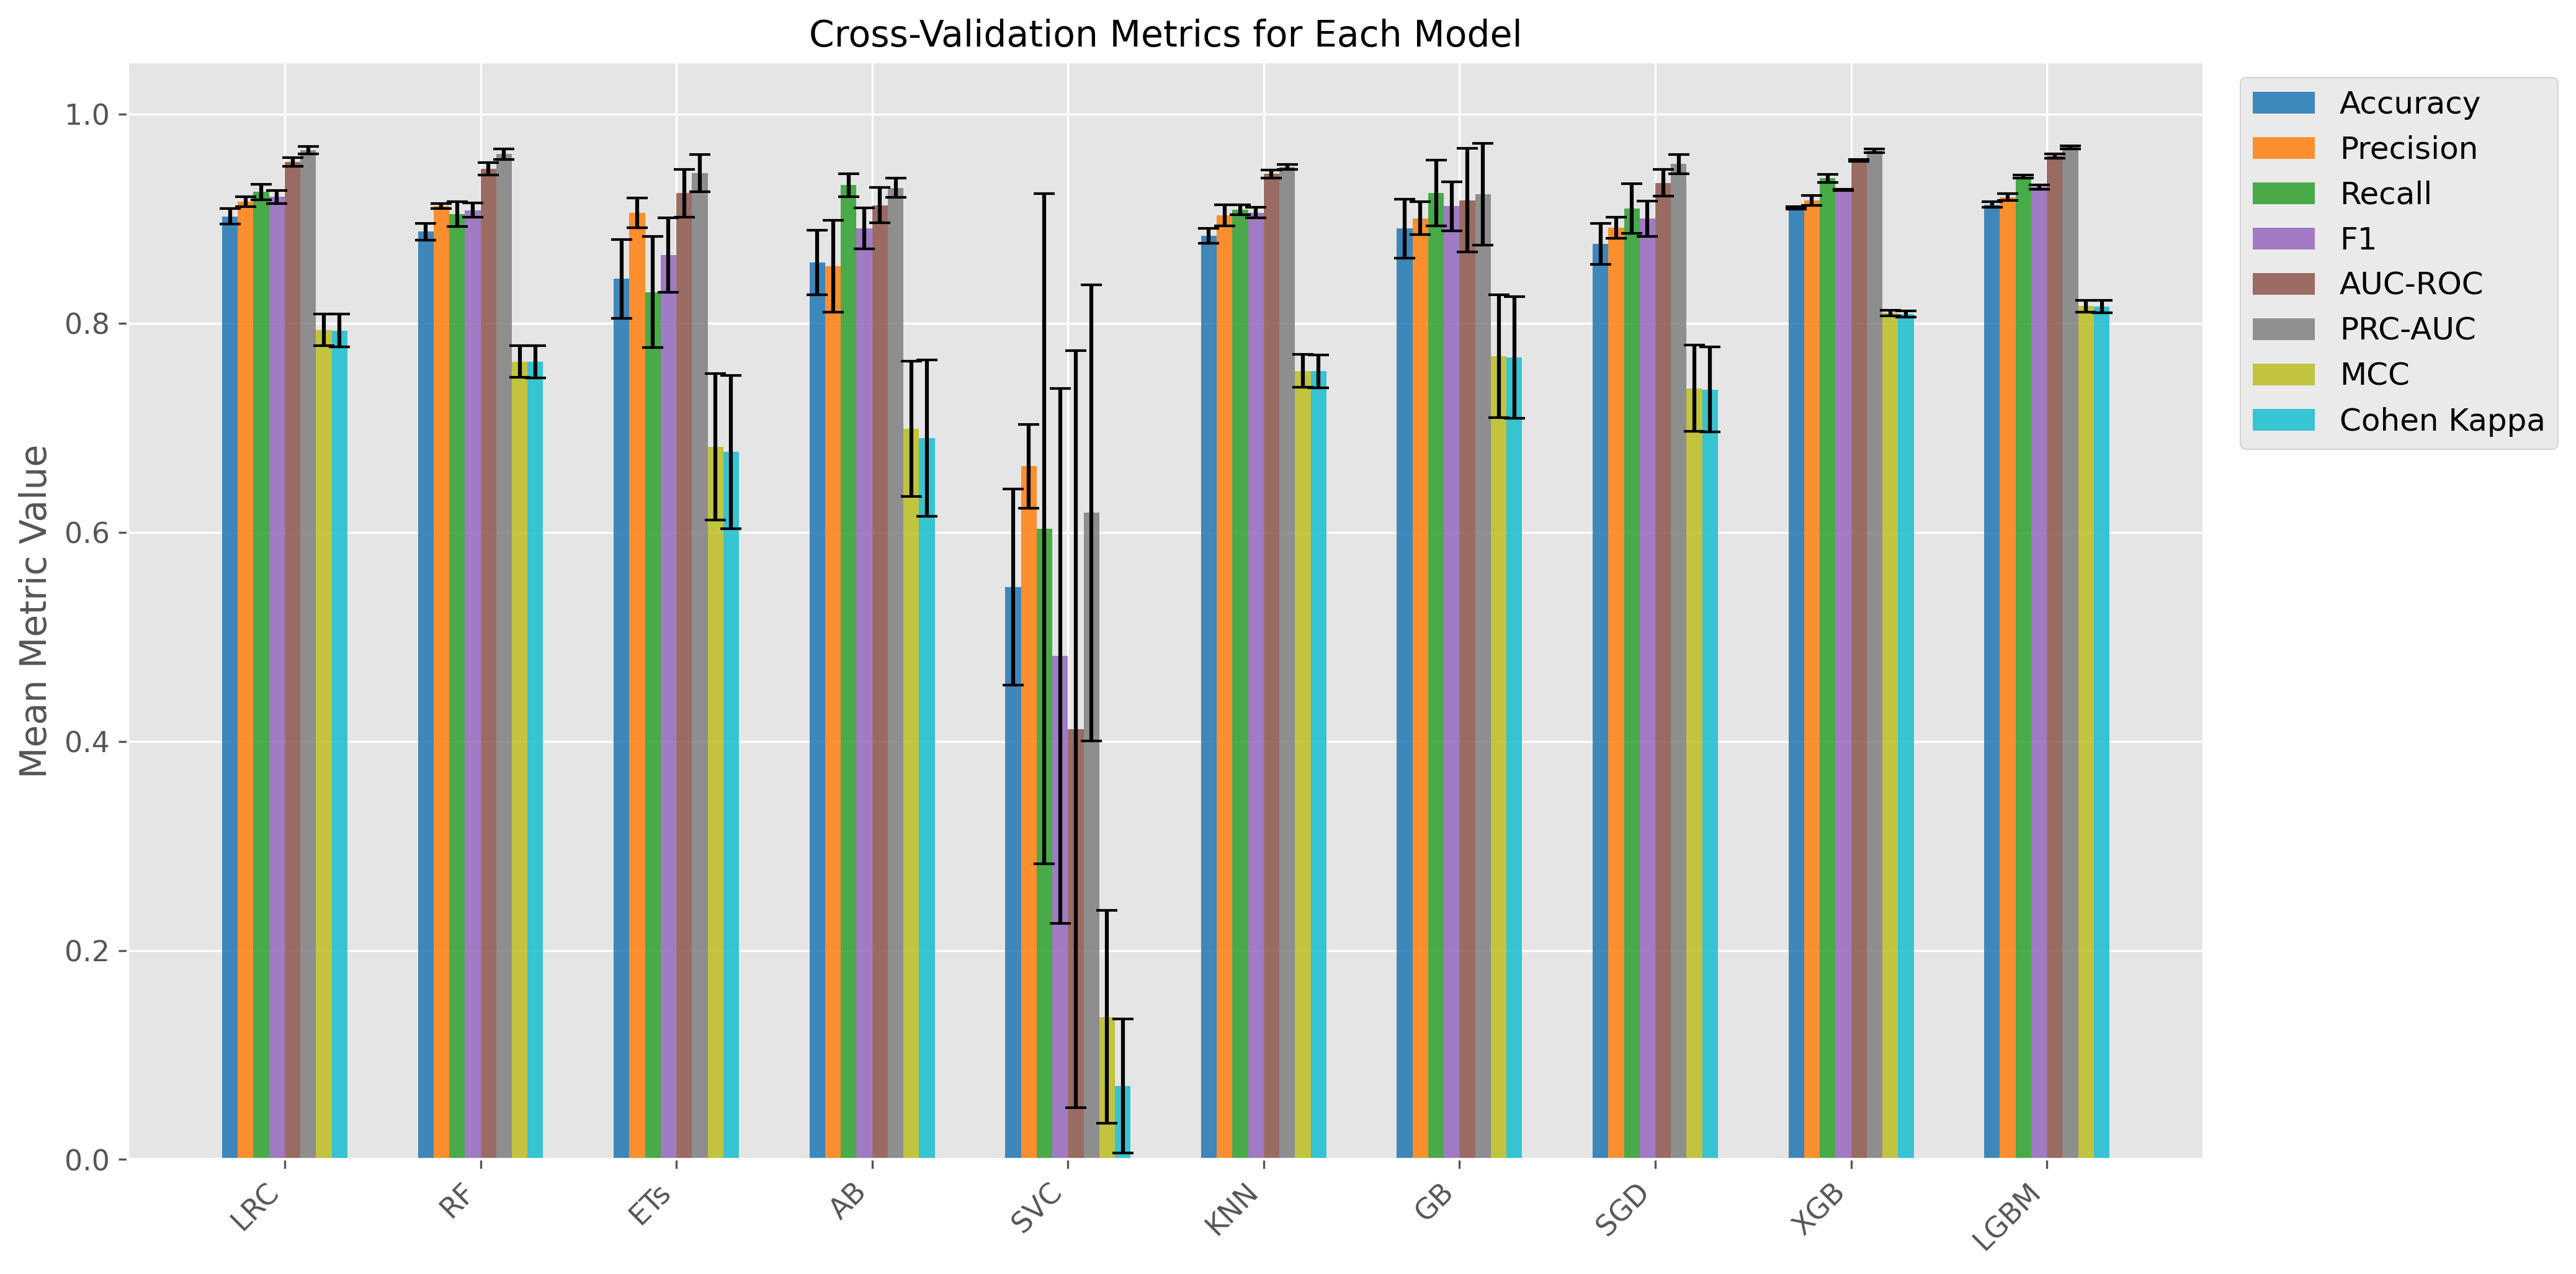 Cross-Validation Metrics for Each Model
Mean Metric Value
1.0
0.8
0.6
0.4
0.2
0.0
LRC
RF
ETs
AB
SVC
KNN
GB
SGD
XGB
LGBM
Accuracy
Precision
Recall
F1
AUC-ROC
PRC-AUC
MCC
Cohen Kappa